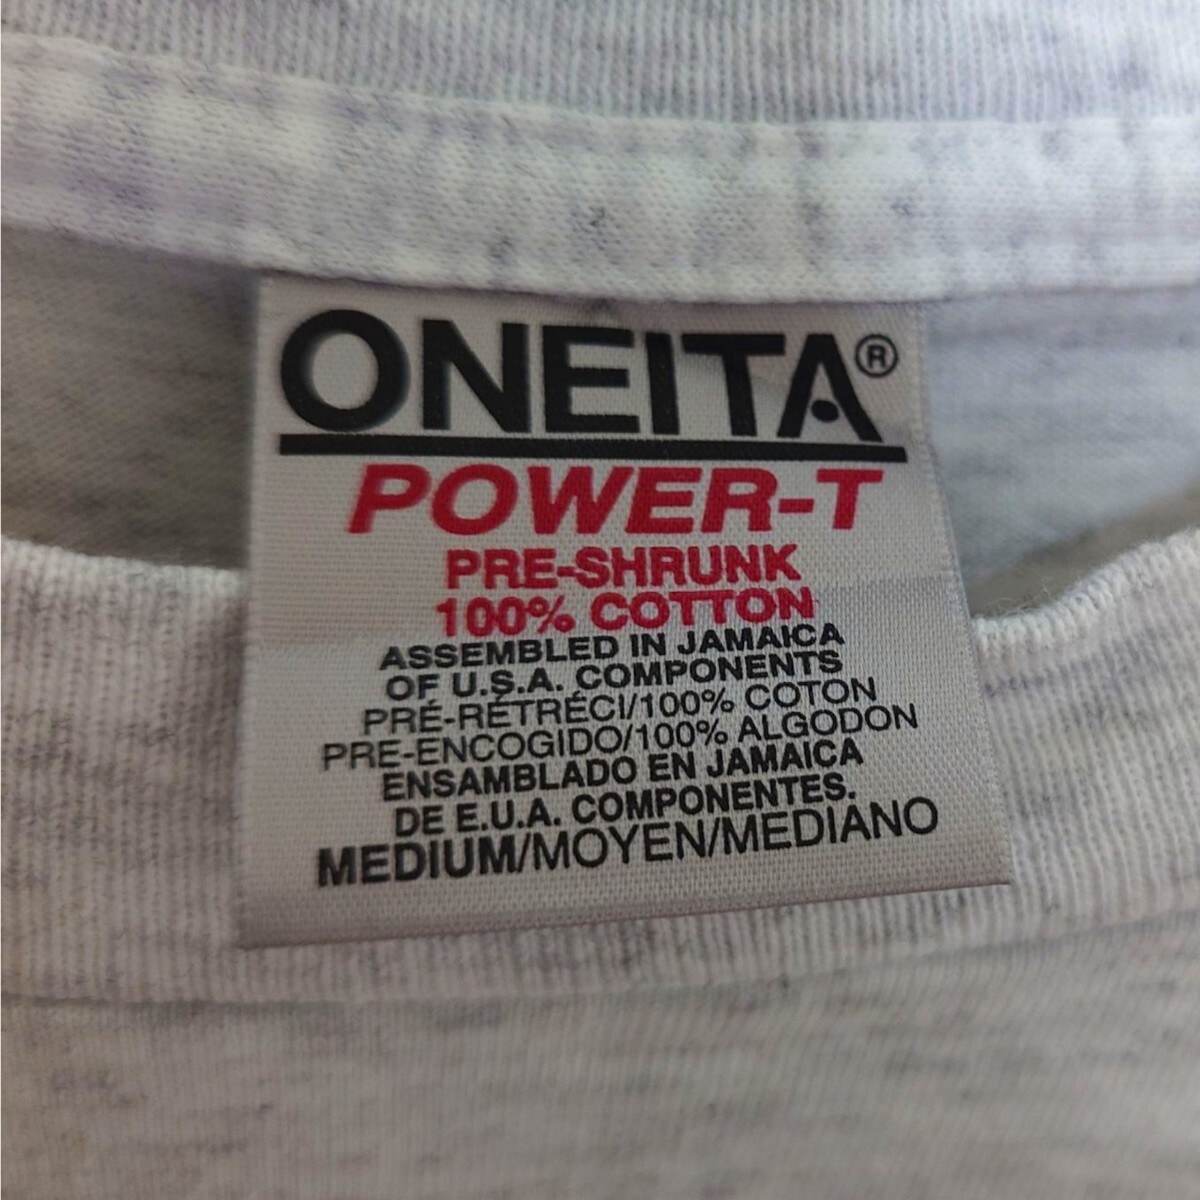 ONEITA®
POWER-T
PRE-SHRUNK
100% COTTON
ASSEMBLED IN JAMAICA
OF U.S.A. COMPONENTS
PRÉ-RÉTRÉCI/100% COTON
PRE-ENCOGIDO/100% ALGODON
ENSAMBLADO EN JAMAICA
DE E.U.A. COMPONENTES.
MEDIUM/MOYEN/MEDIANO